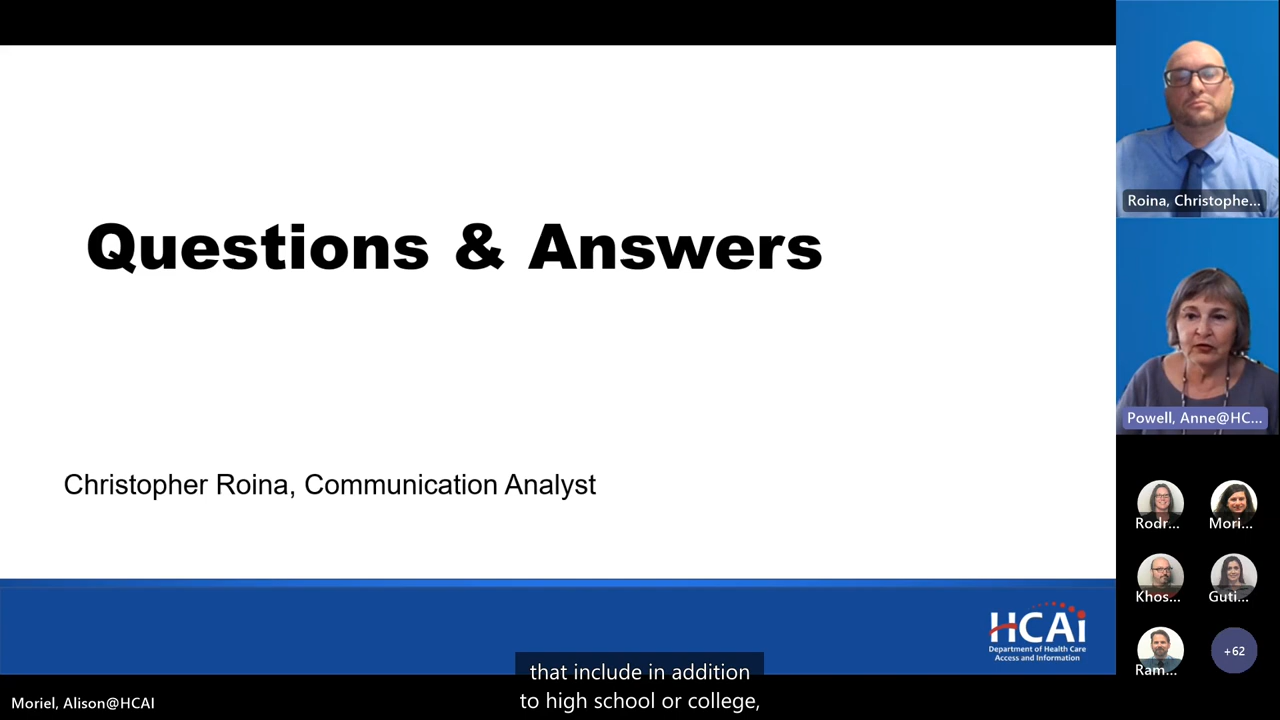 Questions & Answers
Christopher Roina, Communication Analyst
HCAi
Department of Health Care
Access and Information
that include in addition
to high school or college,
Moriel, Alison@HCAI
Roina, Christophe...
Powell, Anne@HC...
Rodr...
Mori...
Khos...
Guti...
Ram...
+62